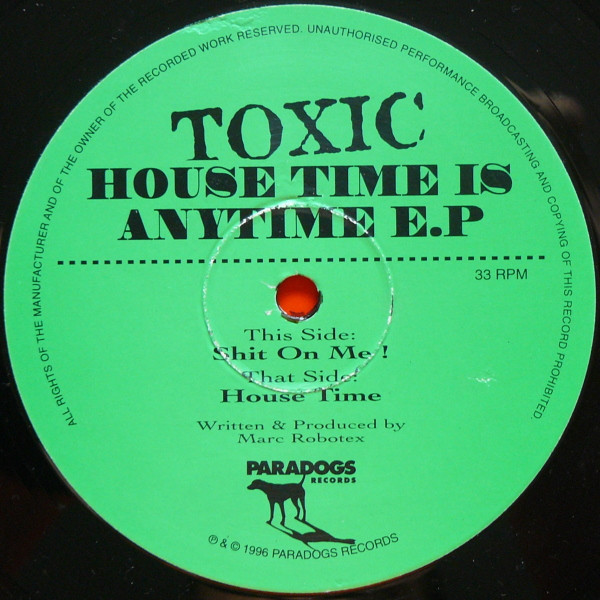 ALL RIGHTS OF THE MANUFACTURER AND OF THE OWNER OF THE RECORDED WORK RESERVED. UNAUTHORISED PERFORMANCE BROADCASTING AND COPYING OF THIS RECORD PROHIBITED
TOXIC
HOUSE TIME IS
ANYTIME E.P
33 RPM
This Side:
Shit On Me !
That Side:
House Time
Written & Produced by
Marc Robotex
PARADOGS
RECORDS
℗ & © 1996 PARADOGS RECORDS